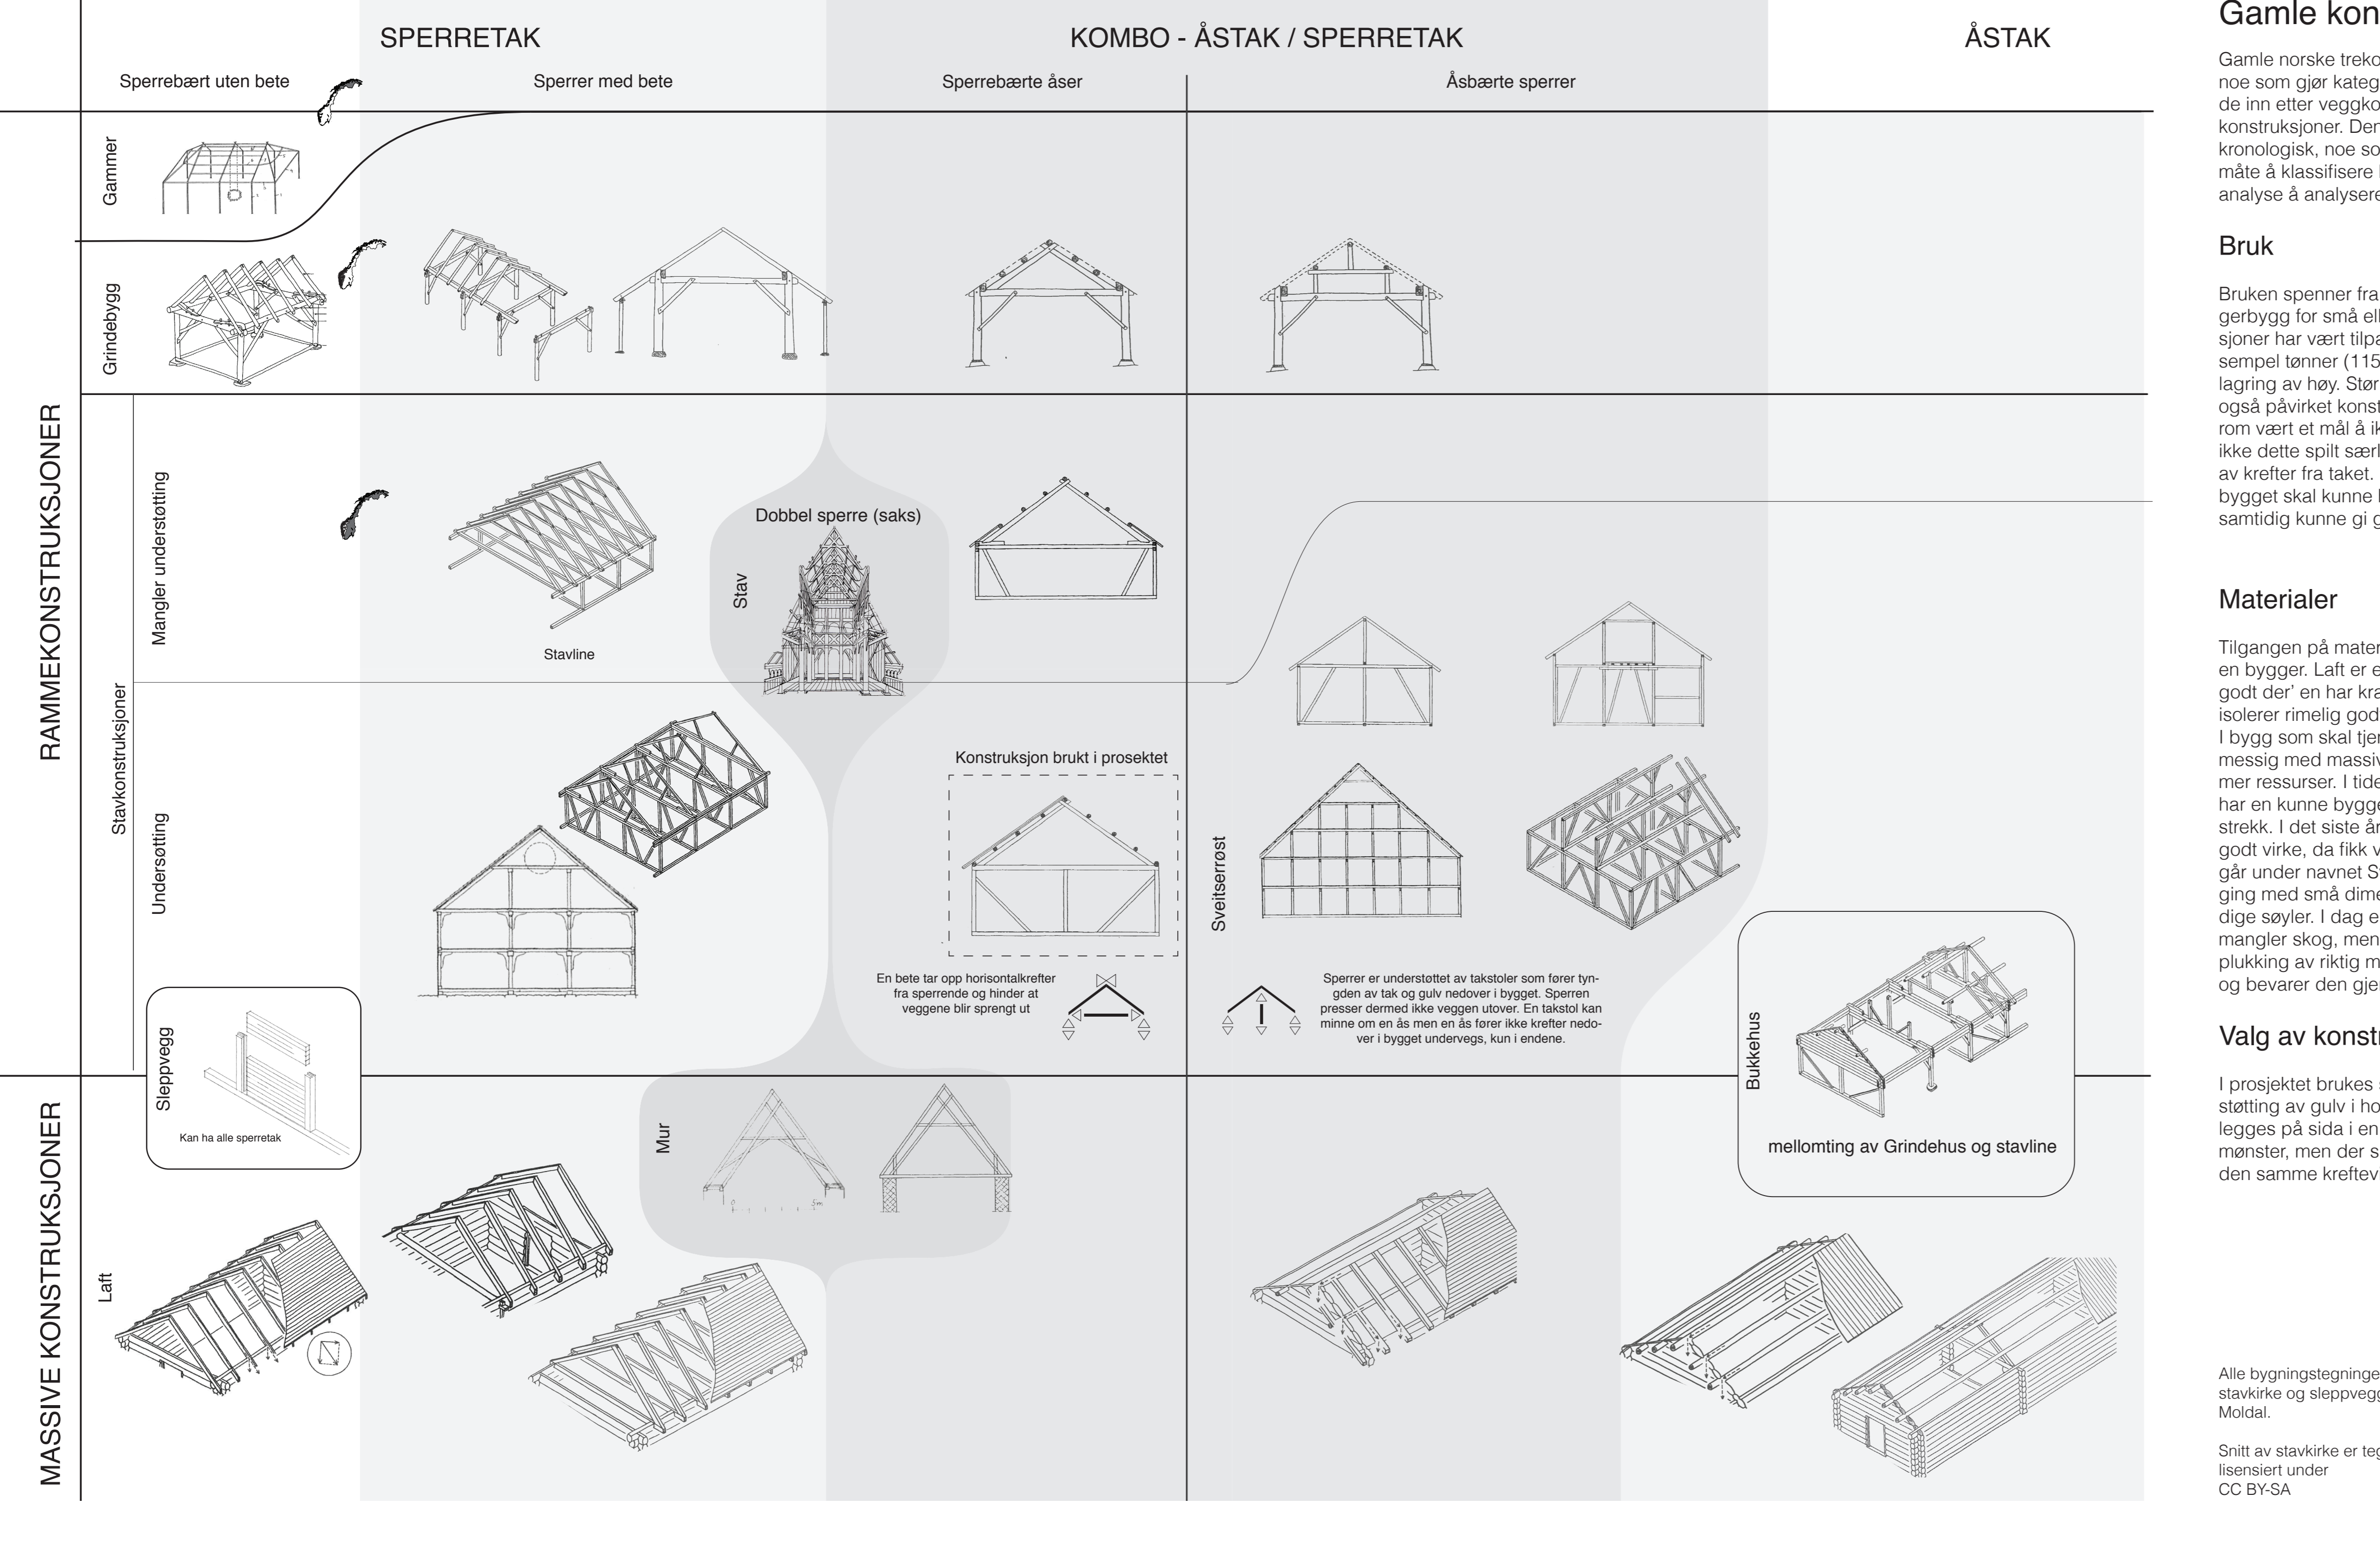 SPERRETAK
KOMBO - ÅSTAK / SPERRETAK
ÅSTAK
Sperrebært uten bete
Sperrer med bete
Sperrebærte åser
Åsbærte sperrer
RAMMEKONSTRUKSJONER
Gammer
Grindebygg
Stavkonstruksjoner
Mangler understøtting
Stavline
Dobbel sperre (saks)
Stav
Undersøtting
Konstruksjon brukt i prosektet
En bete tar opp horisontalkrefter
fra sperrende og hinder at
veggene blir sprengt ut
Sveitserrøst
Sperrer er understøttet av takstoler som fører tyn-
gden av tak og gulv nedover i bygget. Sperren
presser dermed ikke veggen utover. En takstol kan
minne om en ås men en ås fører ikke krefter nedo-
ver i bygget undervegs, kun i endene.
Sleppvegg
Kan ha alle sperretak
Bukkehus
mellomting av Grindehus og stavline
MASSIVE KONSTRUKSJONER
Mur
Laft
Gamle kon
Gamle norske treko
noe som gjør kateg
de inn etter veggko
konstruksjoner. Den
kronologisk, noe so
måte å klassifisere
analyse å analysere
Bruk
Bruken spenner fra
gerbygg for små ell
sjoner har vært tilpa
sempel tønner (115
lagring av høy. Stør
også påvirket konst
rom vært et mål å ik
ikke dette spilt særl
av krefter fra taket.
bygget skal kunne
samtidig kunne gi g
Materialer
Tilgangen på mater
en bygger. Laft er e
godt der' en har kra
isolerer rimelig god
I bygg som skal tjen
messig med massiv
mer ressurser. I tide
har en kunne bygge
strekk. I det siste år
godt virke, da fikk v
går under navnet S
ging med små dime
dige søyler. I dag e
mangler skog, men
plukking av riktig m
og bevarer den gje
Valg av konstr
I prosjektet brukes s
støtting av gulv i ho
legges på sida i en
mønster, men der s
den samme kreftev
Alle bygningstegninge
stavkirke og sleppvegg
Moldal.
Snitt av stavkirke er teg
lisensiert under
CC BY-SA